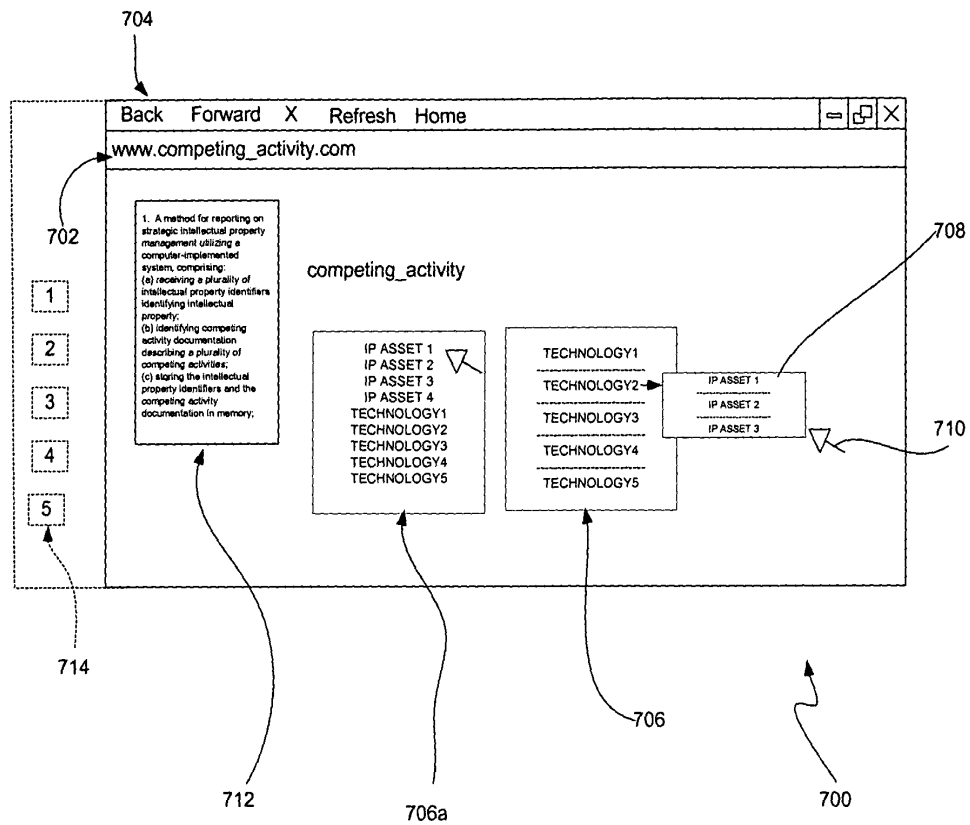 704
Back Forward X Refresh Home
www.competing_activity.com
702
1. A method for reporting on
strategic intellectual property
management utilizing a
computer-implemented
system, comprising:
(a) receiving a plurality of
intellectual property identifiers
identifying intellectual
property;
(b) identifying competing
activity documentation
describing a plurality of
competing activities;
(c) storing the intellectual
property identifiers and the
competing activity
documentation in memory;
competing_activity
708
1
2
3
4
5
IP ASSET 1
IP ASSET 2
IP ASSET 3
IP ASSET 4
TECHNOLOGY1
TECHNOLOGY2
TECHNOLOGY3
TECHNOLOGY4
TECHNOLOGY5
TECHNOLOGY1
TECHNOLOGY2
TECHNOLOGY3
TECHNOLOGY4
TECHNOLOGY5
IP ASSET 1
IP ASSET 2
IP ASSET 3
710
714
706
712
706a
700